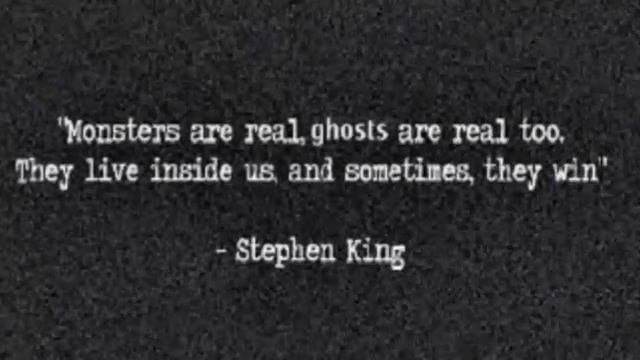 "Monsters are real, ghosts are real too.
They live inside us, and sometimes, they win"
- Stephen King